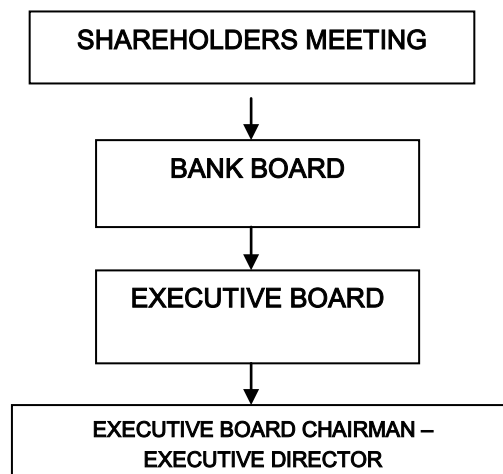 SHAREHOLDERS MEETING
BANK BOARD
EXECUTIVE BOARD
EXECUTIVE BOARD CHAIRMAN –
EXECUTIVE DIRECTOR